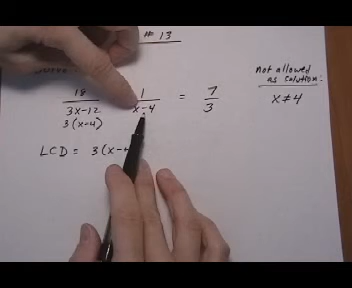 # 13
Not allowed
as solution:
18 1 = 7
3x-12 x-4 3
3(x-4)
x≠4
LCD = 3(x-